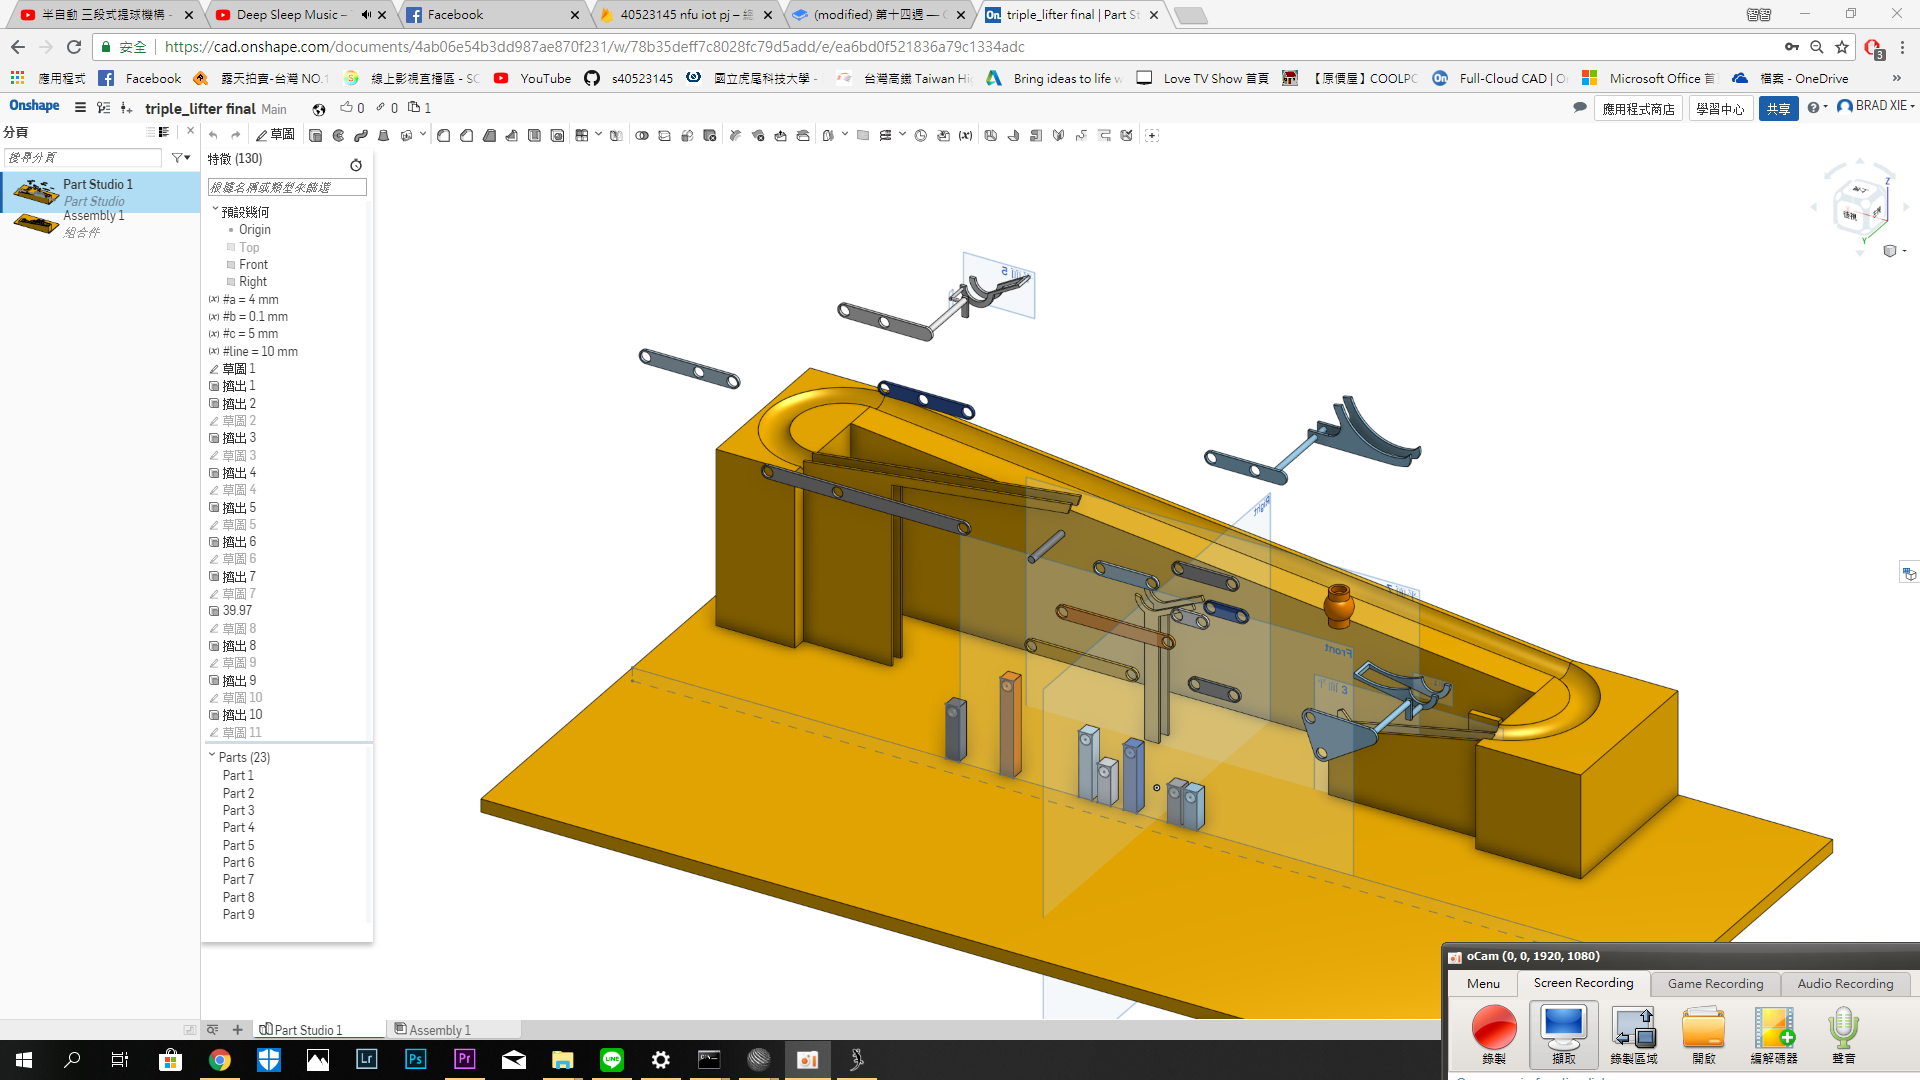 半自動 三段式提球機構 -
Deep Sleep Music –
Facebook
40523145 nfu iot pj –
(modified) 第十四週 —
triple_lifter final | Part St
安全
https://cad.onshape.com/documents/4ab06e54b3dd987ae870f231/w/78b35deff7c8028fc79d5add/e/ea6bd0f521836a79c1334adc
3
應用程式
Facebook
露天拍賣-台灣 NO.1
線上影視直播區 - SC
YouTube
s40523145
國立虎尾科技大學 -
台灣高鐵 Taiwan Hi
Bring ideas to life w
Love TV Show 首頁
【原價屋】COOLPC
Full-Cloud CAD | O
Microsoft Office 首
檔案 - OneDrive
»
Onshape
triple_lifter final Main
0
0
1
應用程式商店
學習中心
共享
BRAD XIE
分頁
搜尋分頁
Part Studio 1
Part Studio
Assembly 1
組合件
草圖
特徵 (130)
根據名稱或類型來篩選
預設幾何
Origin
Top
Front
Right
(x) #a = 4 mm
(x) #b = 0.1 mm
(x) #c = 5 mm
(x) #line = 10 mm
草圖 1
擠出 1
擠出 2
草圖 2
擠出 3
草圖 3
擠出 4
草圖 4
擠出 5
草圖 5
擠出 6
草圖 6
擠出 7
草圖 7
39.97
草圖 8
擠出 8
草圖 9
擠出 9
草圖 10
擠出 10
草圖 11
Parts (23)
Part 1
Part 2
Part 3
Part 4
Part 5
Part 6
Part 7
Part 8
Part 9
Z
Y
Right
Front
平面 3
Part Studio 1
Assembly 1
oCam (0, 0, 1920, 1080)
Menu
Screen Recording
Game Recording
Audio Recording
錄製
擷取
錄製區域
開啟
編解碼器
聲音
Lr
Ps
Pr
LINE